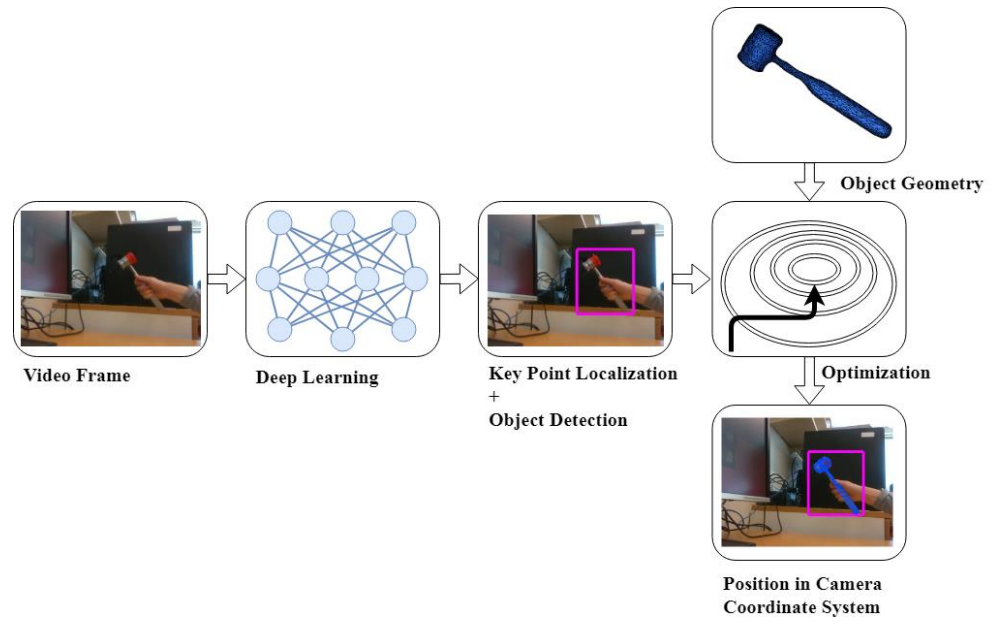 Object Geometry
Video Frame
Deep Learning
Key Point Localization
+
Object Detection
Optimization
Position in Camera
Coordinate System